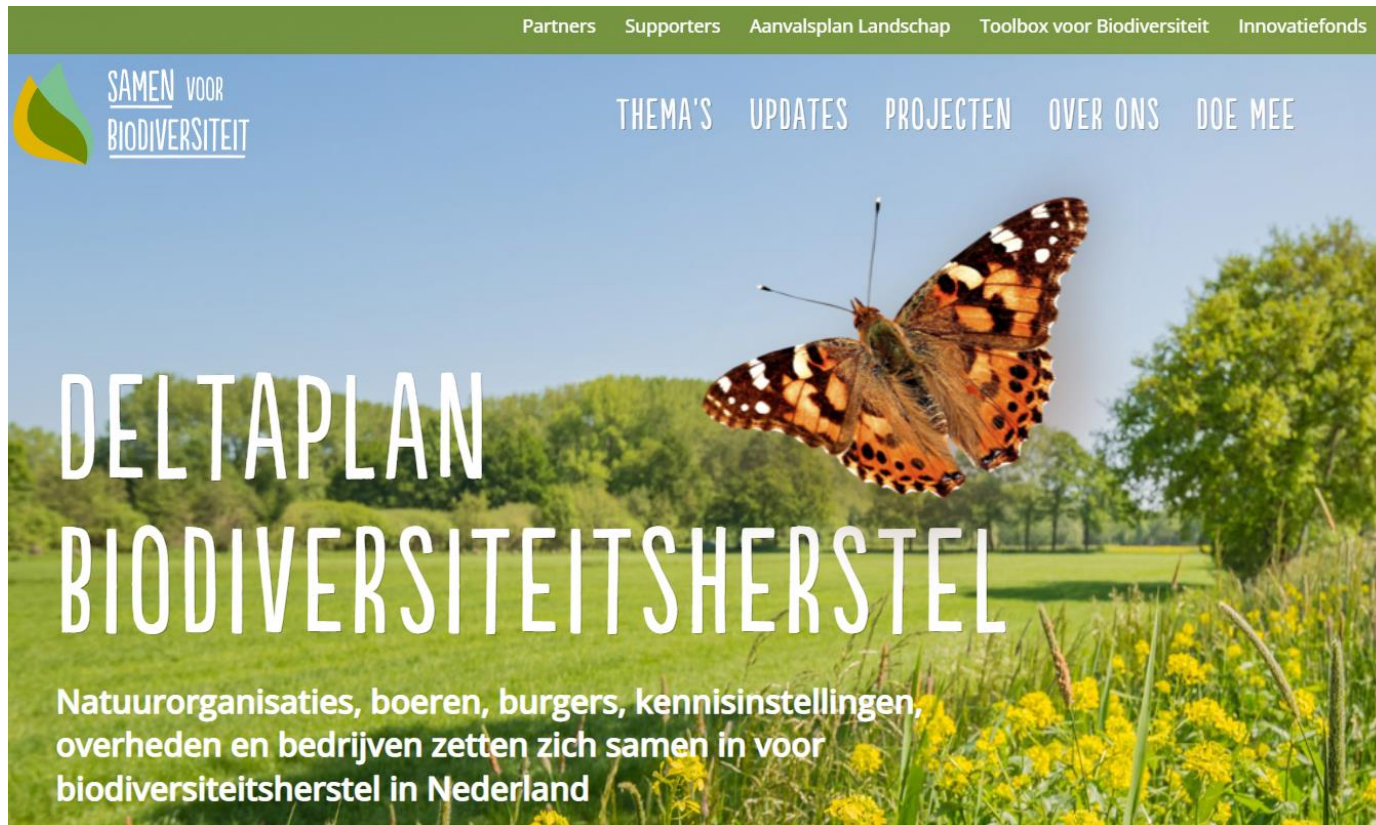 Partners Supporters Aanvalsplan Landschap Toolbox voor Biodiversiteit Innovatiefonds
SAMEN VOOR
BIODIVERSITEIT
THEMA'S UPDATES PROJECTEN OVER ONS DOE MEE
DELTAPLAN
BIODIVERSITEITSHERSTEL
Natuurorganisaties, boeren, burgers, kennisinstellingen,
overheden en bedrijven zetten zich samen in voor
biodiversiteitsherstel in Nederland